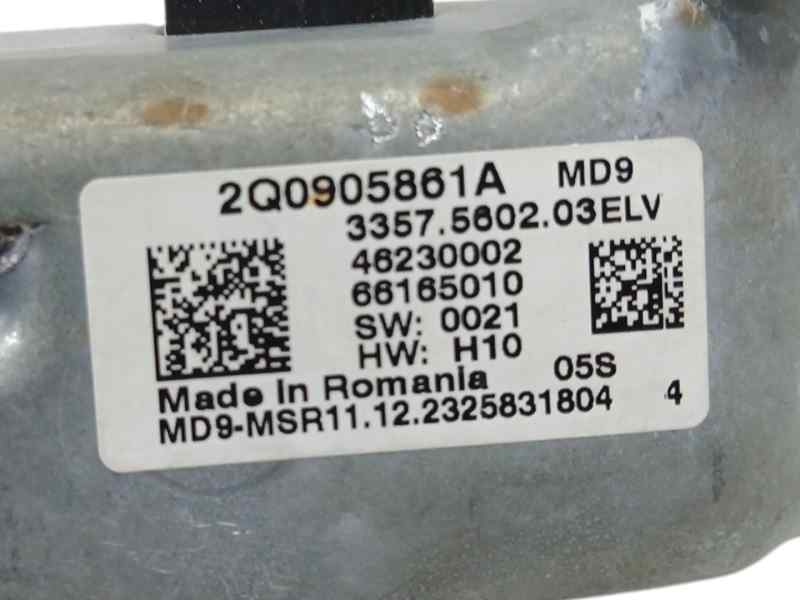 2Q0905861A MD9
3357.5602.03ELV
46230002
66165010
SW: 0021
HW: H10
Made In Romania 05S
MD9-MSR11.12.2325831804 4